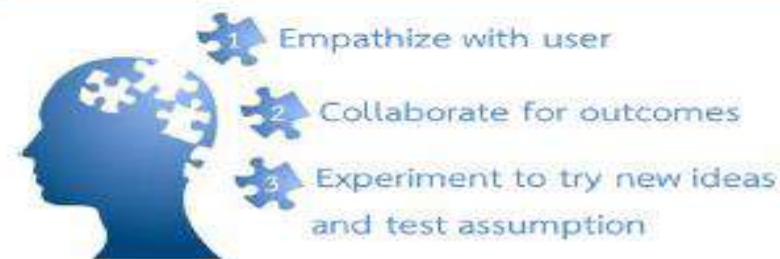 1 Empathize with user
2 Collaborate for outcomes
3 Experiment to try new ideas
and test assumption